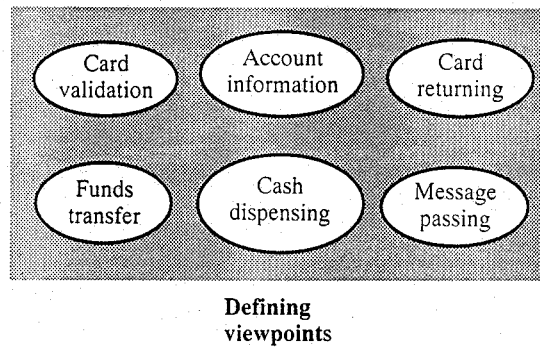 Card
validation
Account
information
Card
returning
Funds
transfer
Cash
dispensing
Message
passing
Defining
viewpoints